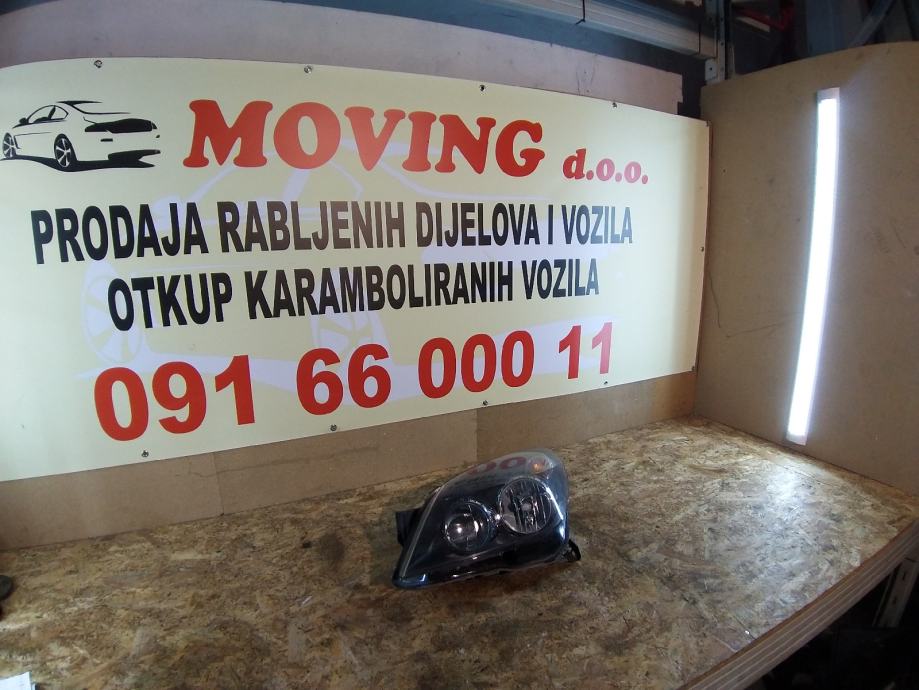 MOVING d.o.o.
PRODAJA RABLJENIH DIJELOVA I VOZILA
OTKUP KARAMBOLIRANIH VOZILA
091 66 000 11